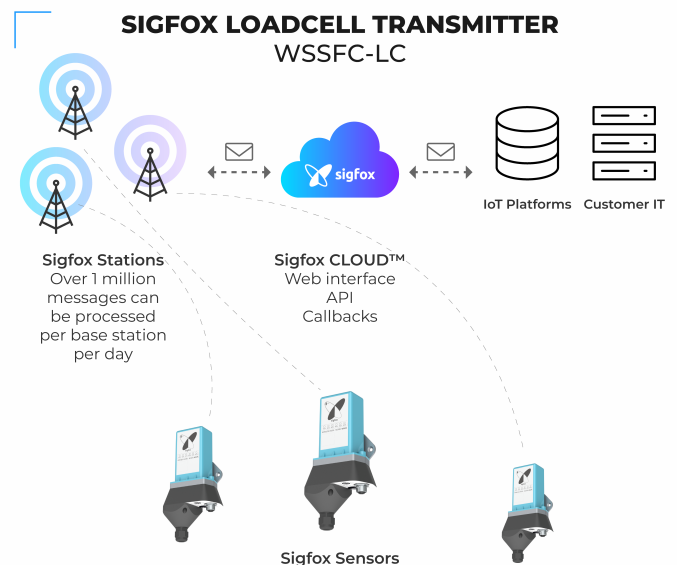 SIGFOX LOADCELL TRANSMITTER
WSSFC-LC
sigfox
IoT Platforms
Customer IT
Sigfox Stations
Over 1 million
messages can
be processed
per base station
per day
Sigfox CLOUD™
Web interface
API
Callbacks
Sigfox Sensors